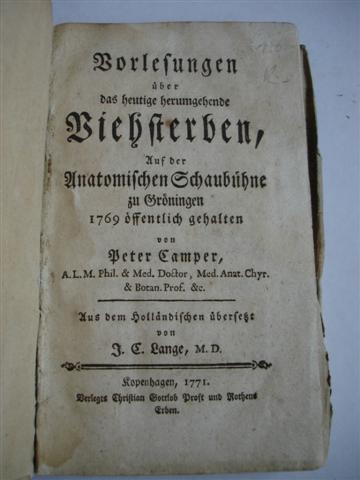 Vorlesungen
über
das heutige herumgehende
Viehsterben,
Auf der
Anatomischen Schaubühne
zu Gröningen
1769 öffentlich gehalten
von
Peter Camper,
A. L. M. Phil. & Med. Doctor, Med. Anat. Chyr.
& Botan. Prof. &c.
Aus dem Holländischen übersetzt
von
J. C. Lange, M. D.
Kopenhagen, 1771.
Verlegts Christian Gottlob Proft und Rothens
Erben.